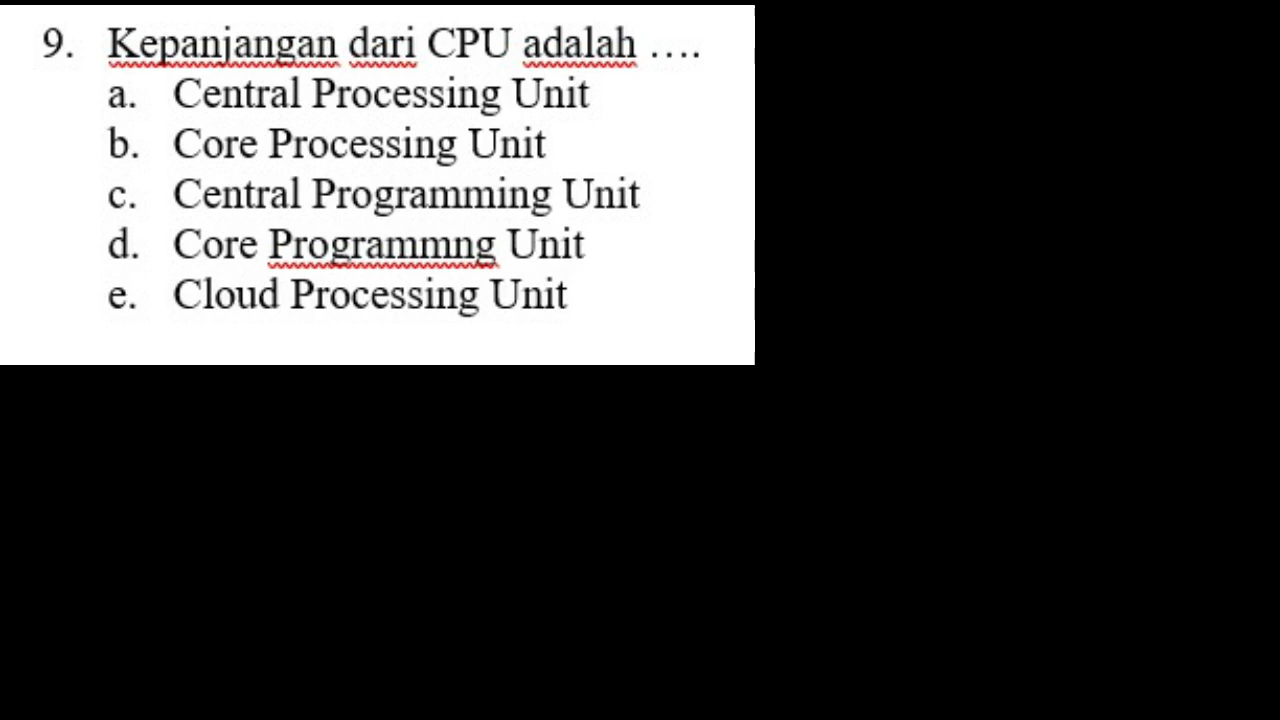 9. Kepanjangan dari CPU adalah ....
a. Central Processing Unit
b. Core Processing Unit
c. Central Programming Unit
d. Core Programmng Unit
e. Cloud Processing Unit